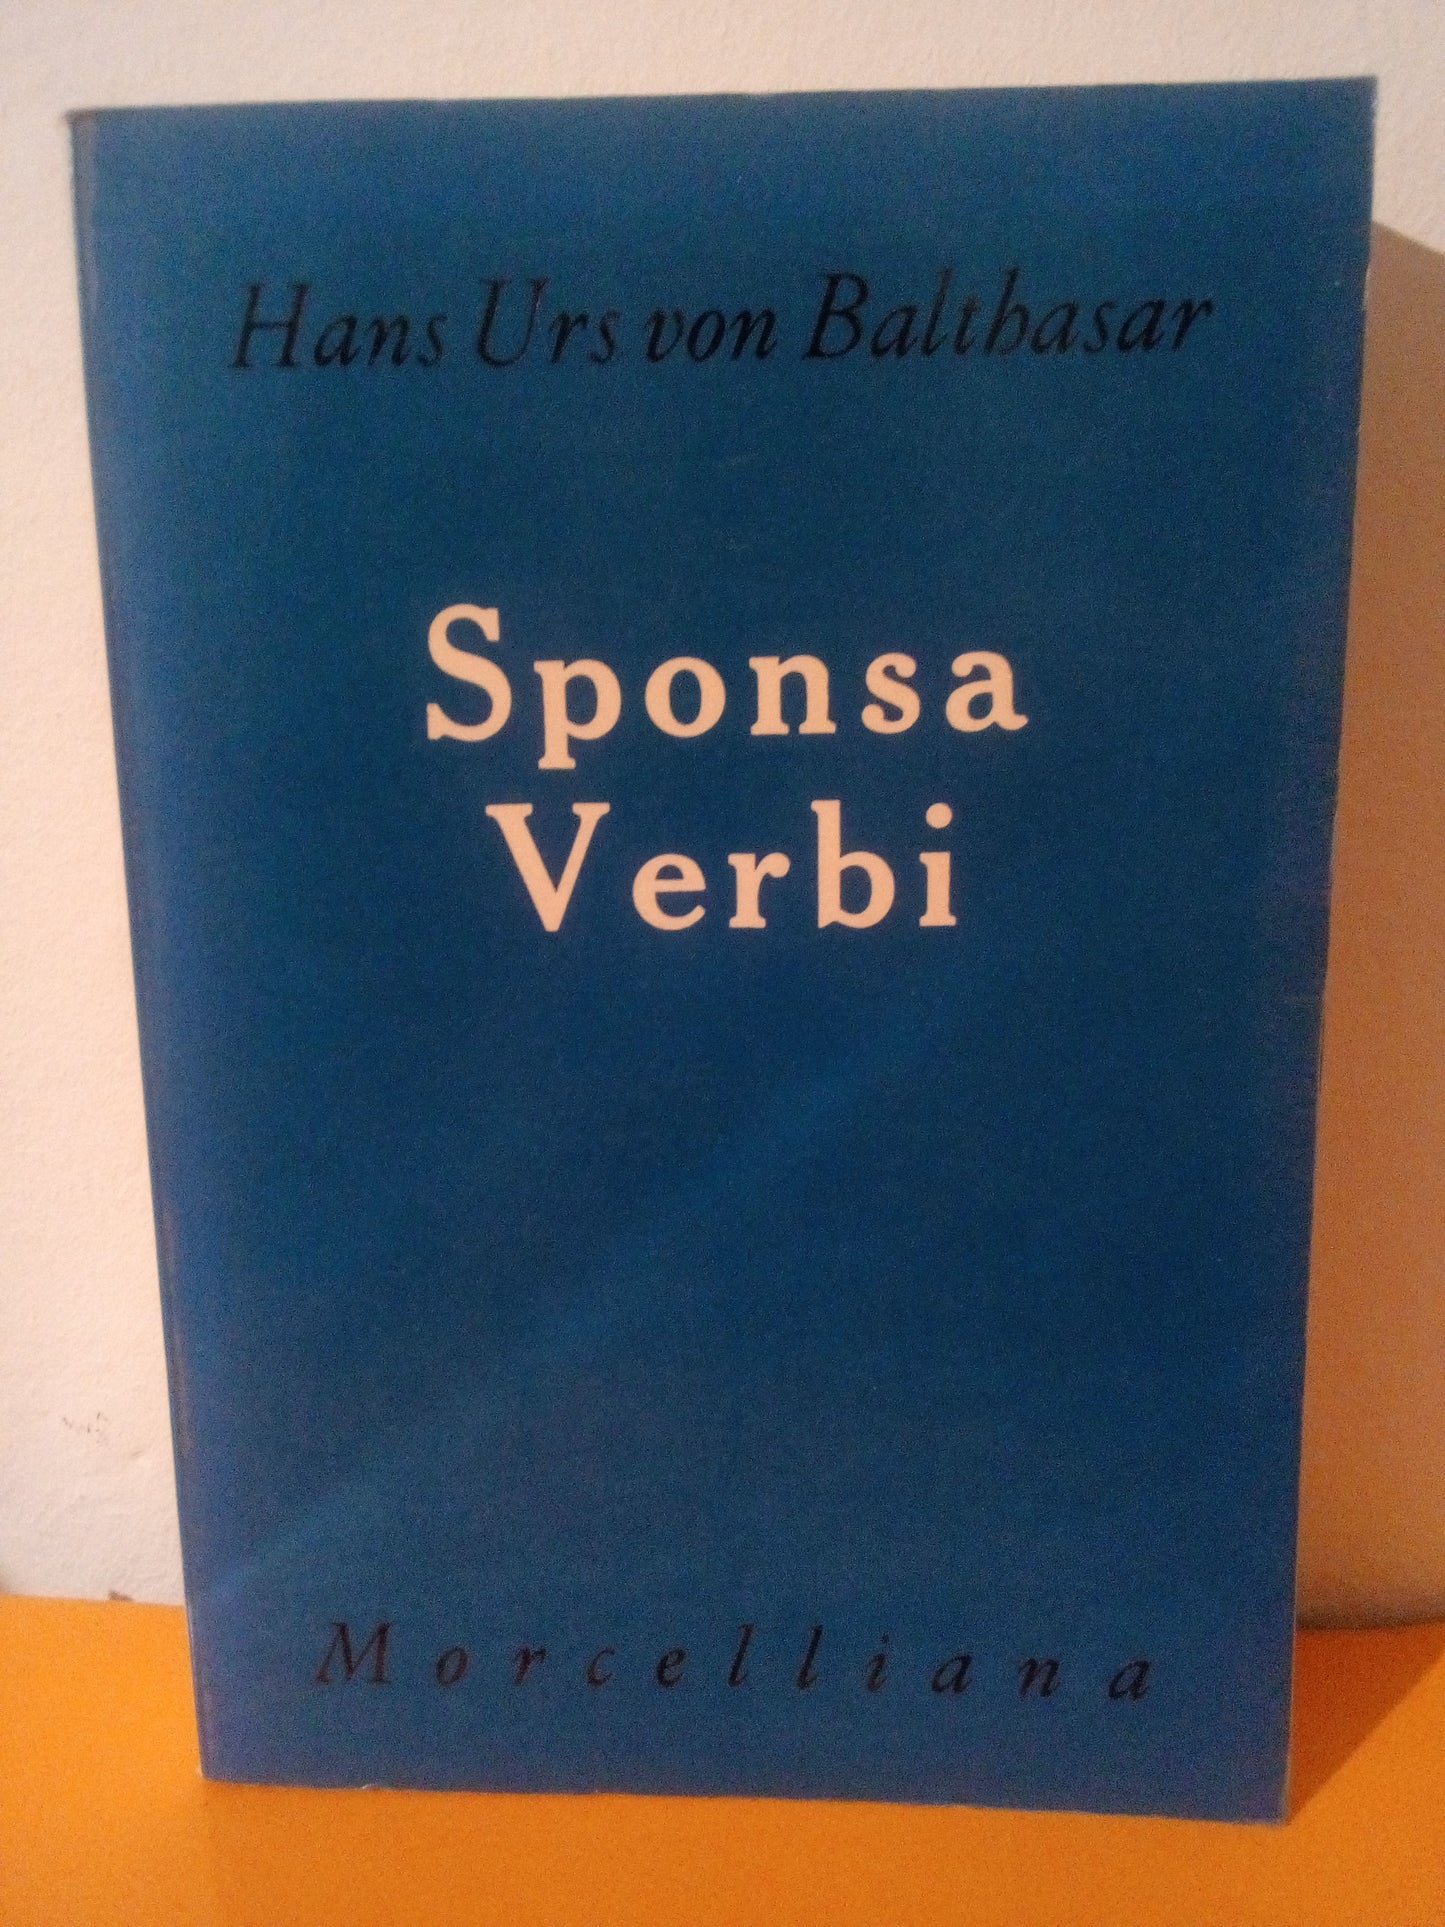 Hans Urs von Balthasar
Sponsa
Verbi
Morcelliana